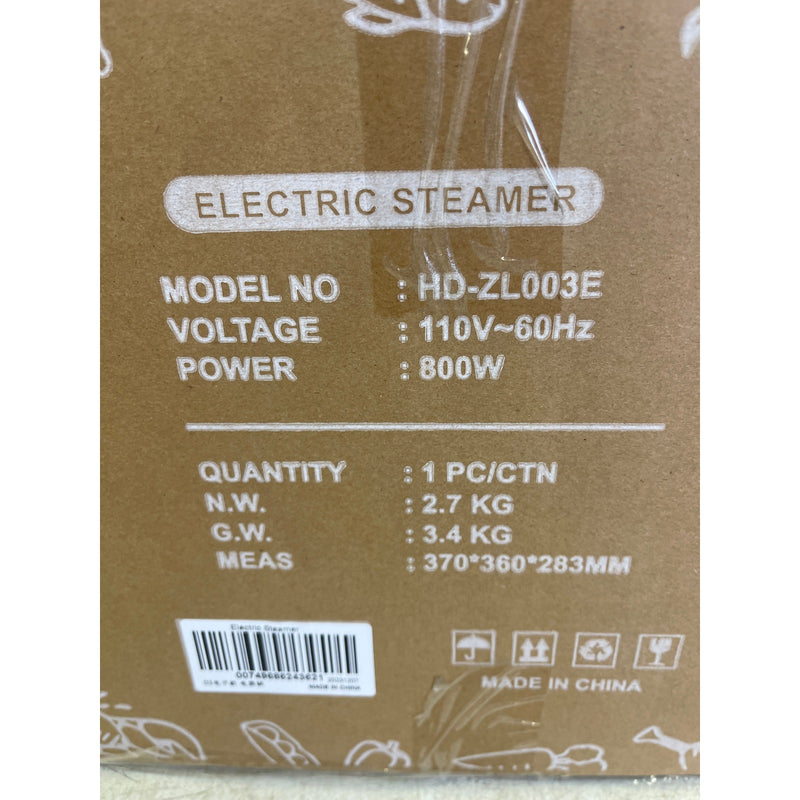 ELECTRIC STEAMER
MODEL NO : HD-ZL003E
VOLTAGE : 110V~60Hz
POWER : 800W
QUANTITY : 1 PC/CTN
N.W. : 2.7 KG
G.W. : 3.4 KG
MEAS : 370*360*283MM
Electric Steamer
MADE IN CHINA
MADE IN CHINA